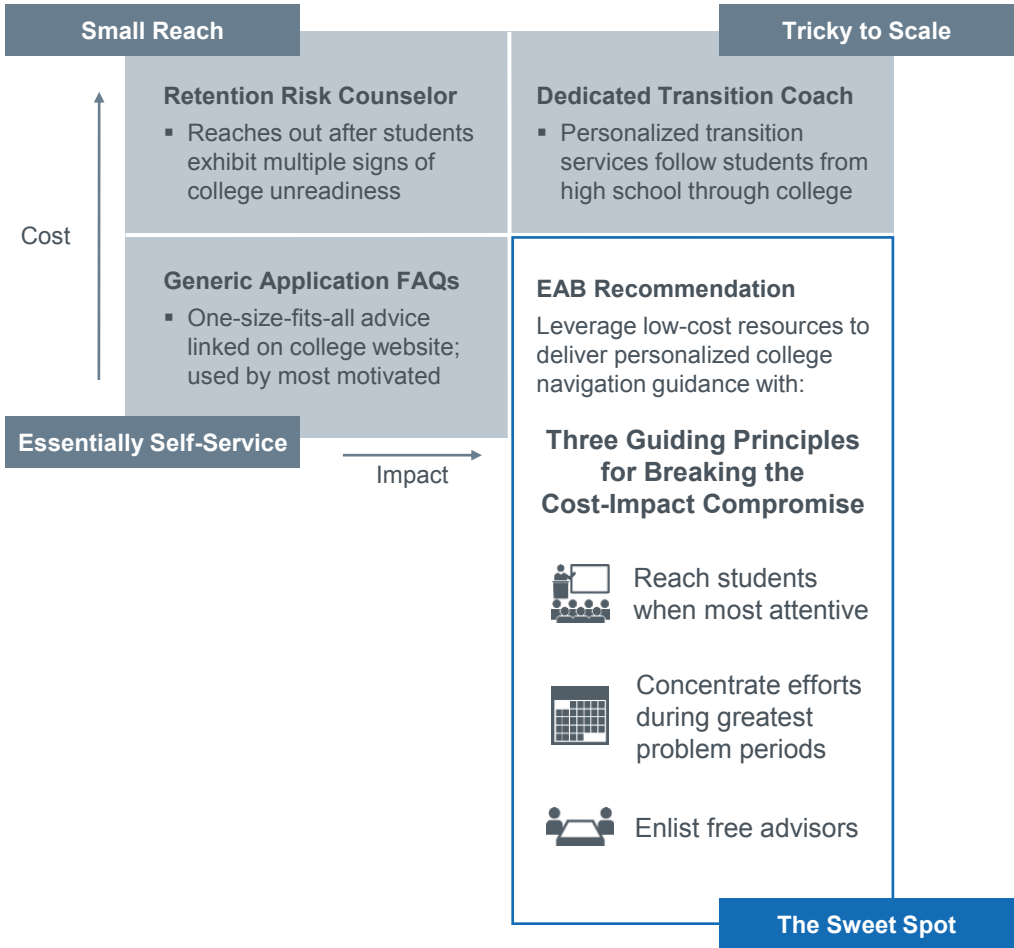 Small Reach
Tricky to Scale
Retention Risk Counselor
▪ Reaches out after students
exhibit multiple signs of
college unreadiness
Dedicated Transition Coach
▪ Personalized transition
services follow students from
high school through college
Cost
Generic Application FAQs
▪ One-size-fits-all advice
linked on college website;
used by most motivated
Essentially Self-Service
Impact
EAB Recommendation
Leverage low-cost resources to
deliver personalized college
navigation guidance with:
Three Guiding Principles
for Breaking the
Cost-Impact Compromise
Reach students
when most attentive
Concentrate efforts
during greatest
problem periods
Enlist free advisors
The Sweet Spot